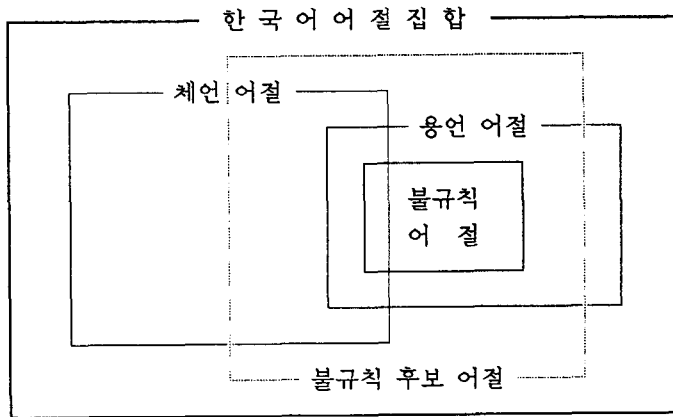 한 국 어 어 절 집 합
체언 어절
용언 어절
불규칙
어 절
불규칙 후보 어절